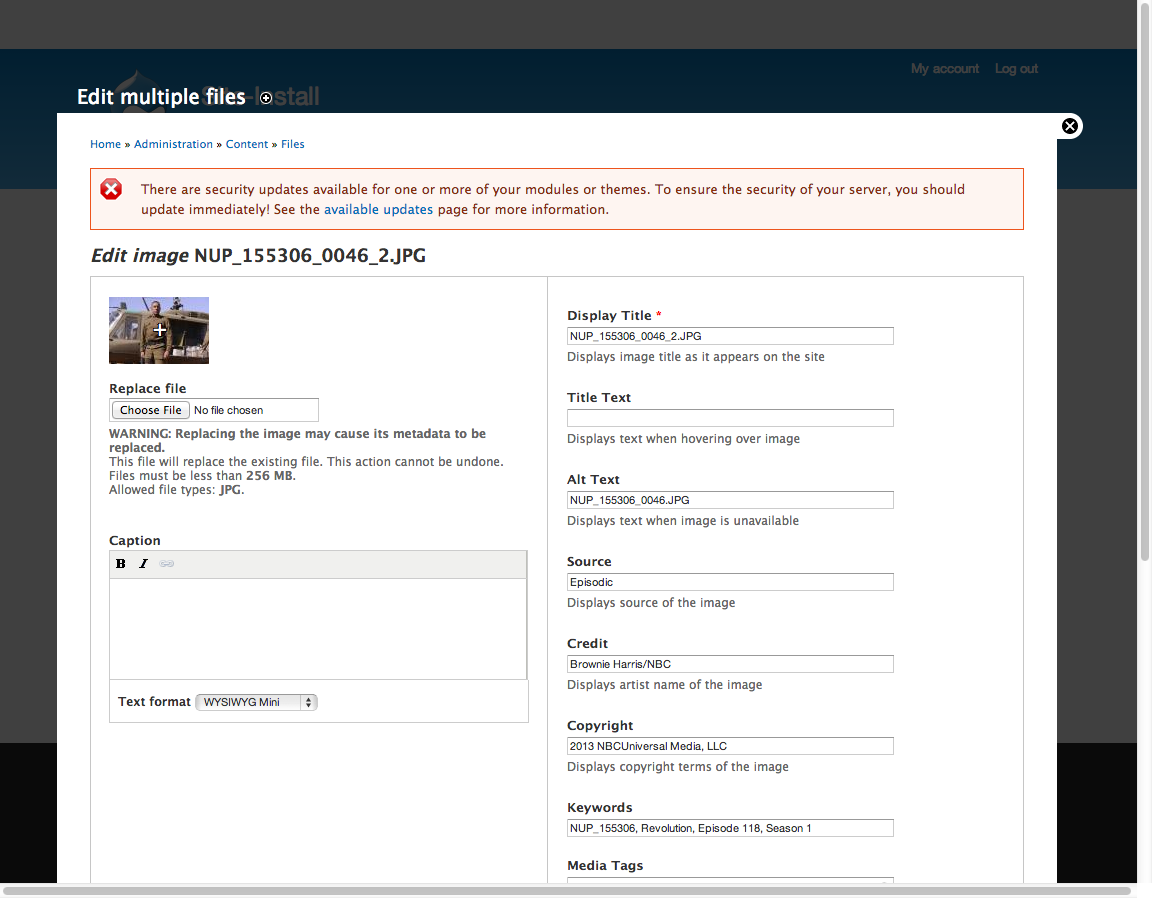 My account Log out
Edit multiple files
Site-Install
Home » Administration » Content » Files
There are security updates available for one or more of your modules or themes. To ensure the security of your server, you should
update immediately! See the available updates page for more information.
Edit image NUP_155306_0046_2.JPG
Replace file
Choose File No file chosen
WARNING: Replacing the image may cause its metadata to be
replaced.
This file will replace the existing file. This action cannot be undone.
Files must be less than 256 MB.
Allowed file types: JPG.
Caption
B I
Text format WYSIWYG Mini
Display Title *
NUP_155306_0046_2.JPG
Displays image title as it appears on the site
Title Text
Displays text when hovering over image
Alt Text
NUP_155306_0046.JPG
Displays text when image is unavailable
Source
Episodic
Displays source of the image
Credit
Brownie Harris/NBC
Displays artist name of the image
Copyright
2013 NBCUniversal Media, LLC
Displays copyright terms of the image
Keywords
NUP_155306, Revolution, Episode 118, Season 1
Media Tags